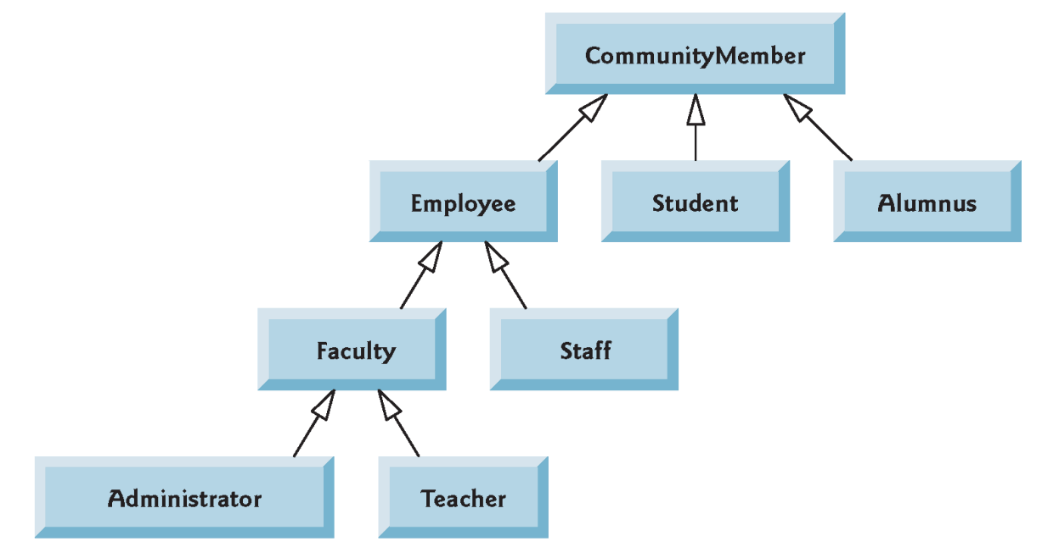 CommunityMember
Employee
Student
Alumnus
Faculty
Staff
Administrator
Teacher